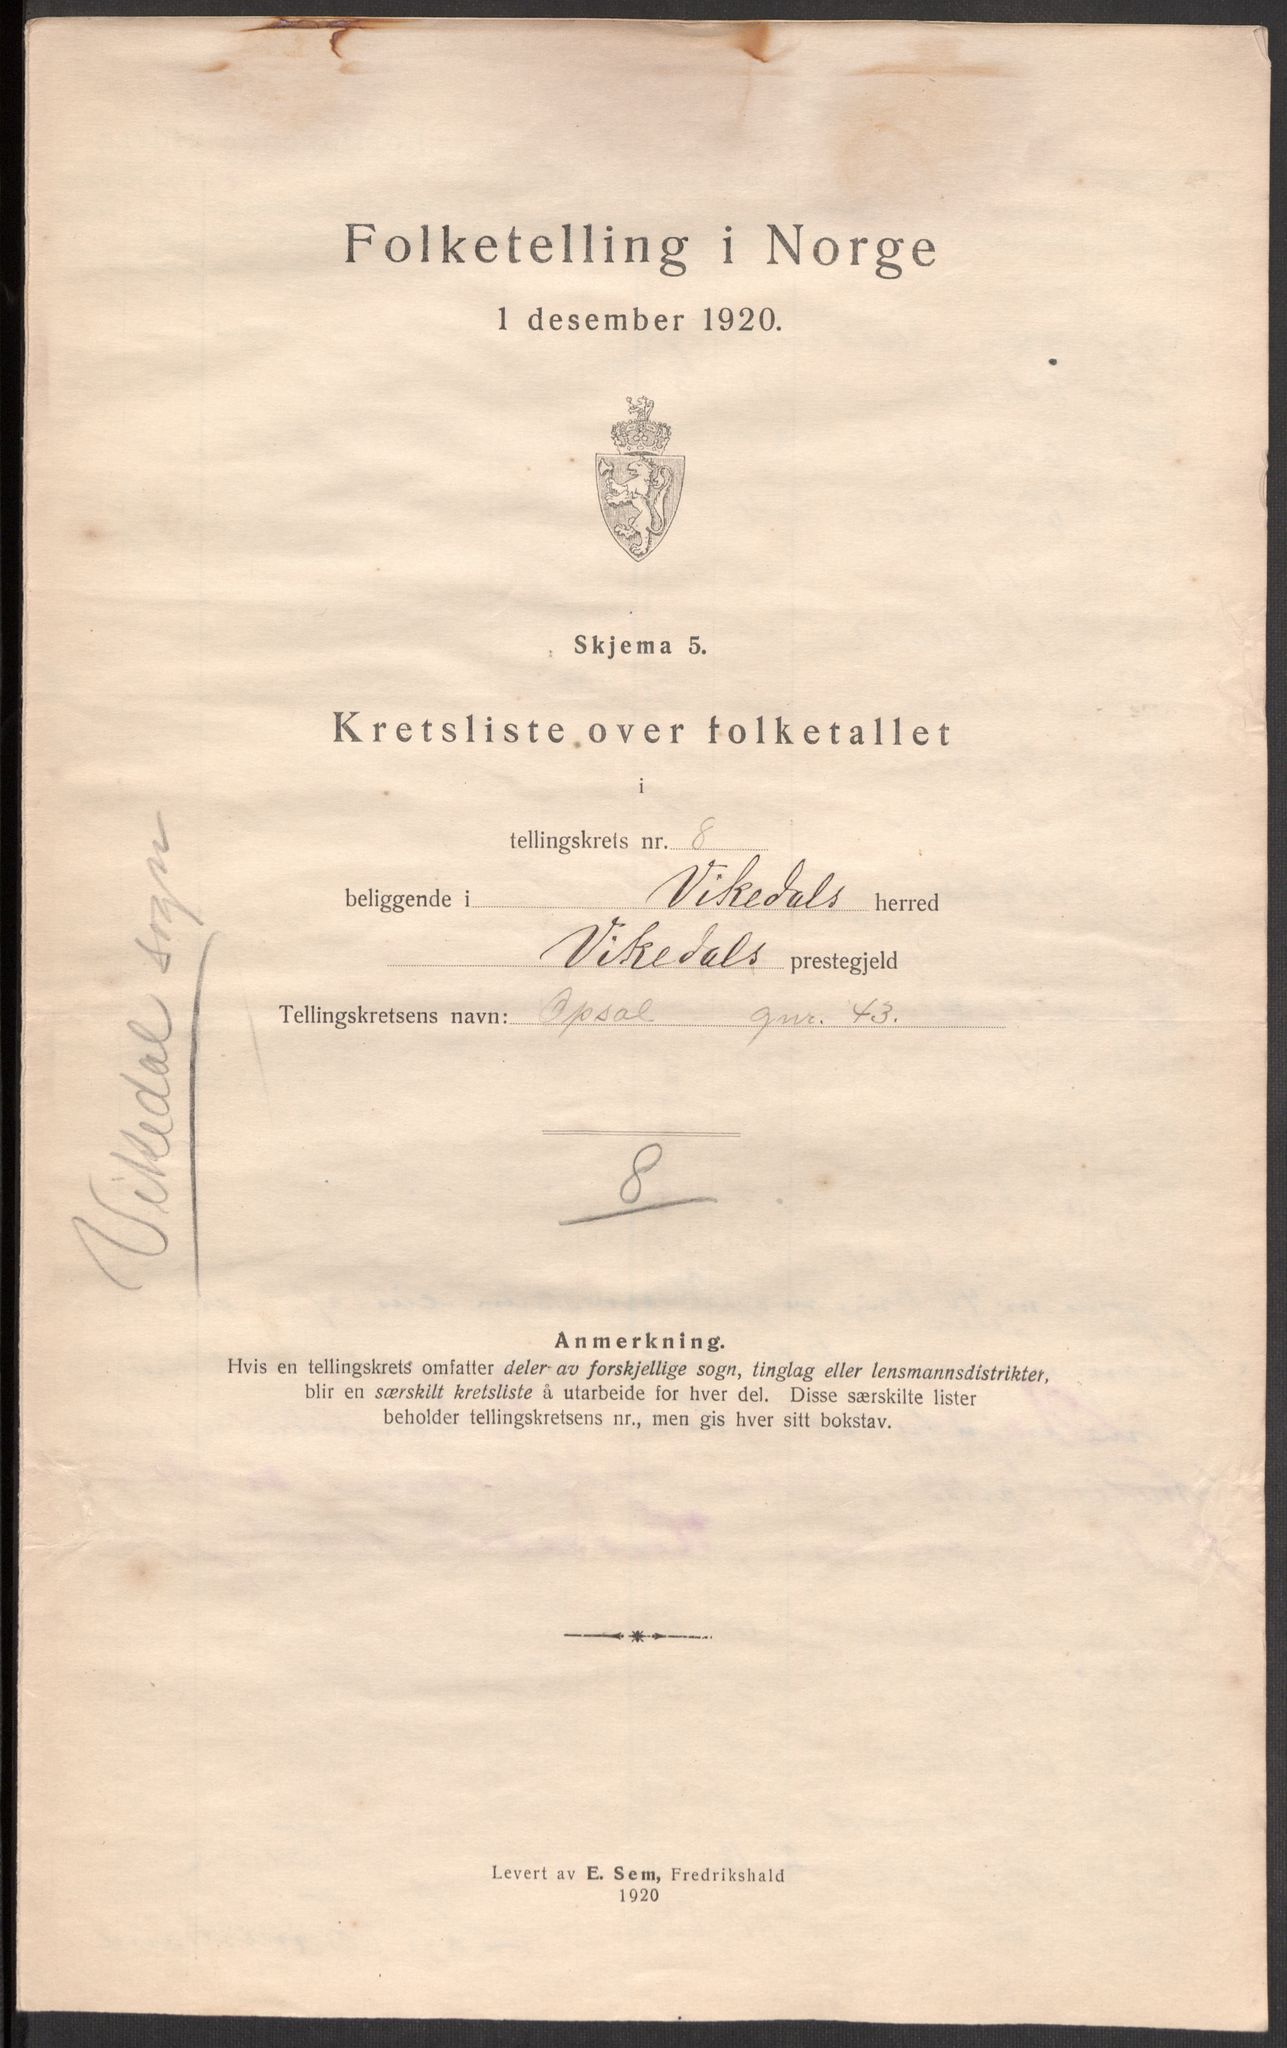 Folketelling i Norge
1 desember 1920.
Skjema 5.
Kretsliste over folketallet
i
tellingskrets nr. 8
beliggende i Vikedals herred
Vikedals prestegjeld
Tellingskretsens navn: Opsal gnr. 43.
8
Vikedal sogn
Anmerkning.
Hvis en tellingskrets omfatter deler av forskjellige sogn, tinglag eller lensmannsdistrikter,
blir en særskilt kretsliste å utarbeide for hver del. Disse særskilte lister
beholder tellingskretsens nr., men gis hver sitt bokstav.
Levert av E. Sem, Fredrikshald
1920